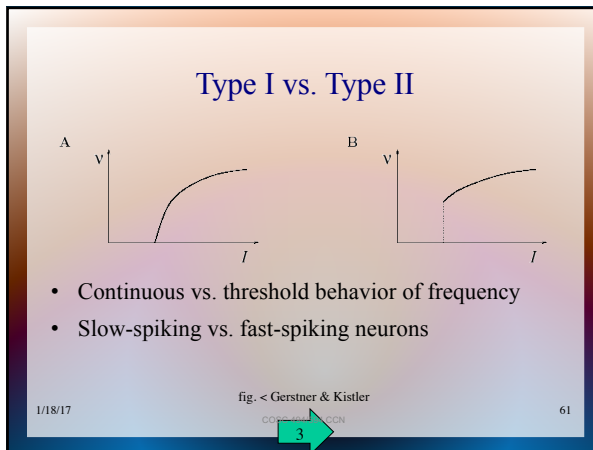 Type I vs. Type II
A
B
ν
ν
I
I
• Continuous vs. threshold behavior of frequency
• Slow-spiking vs. fast-spiking neurons
fig. < Gerstner & Kistler
1/18/17
CCN
61
3